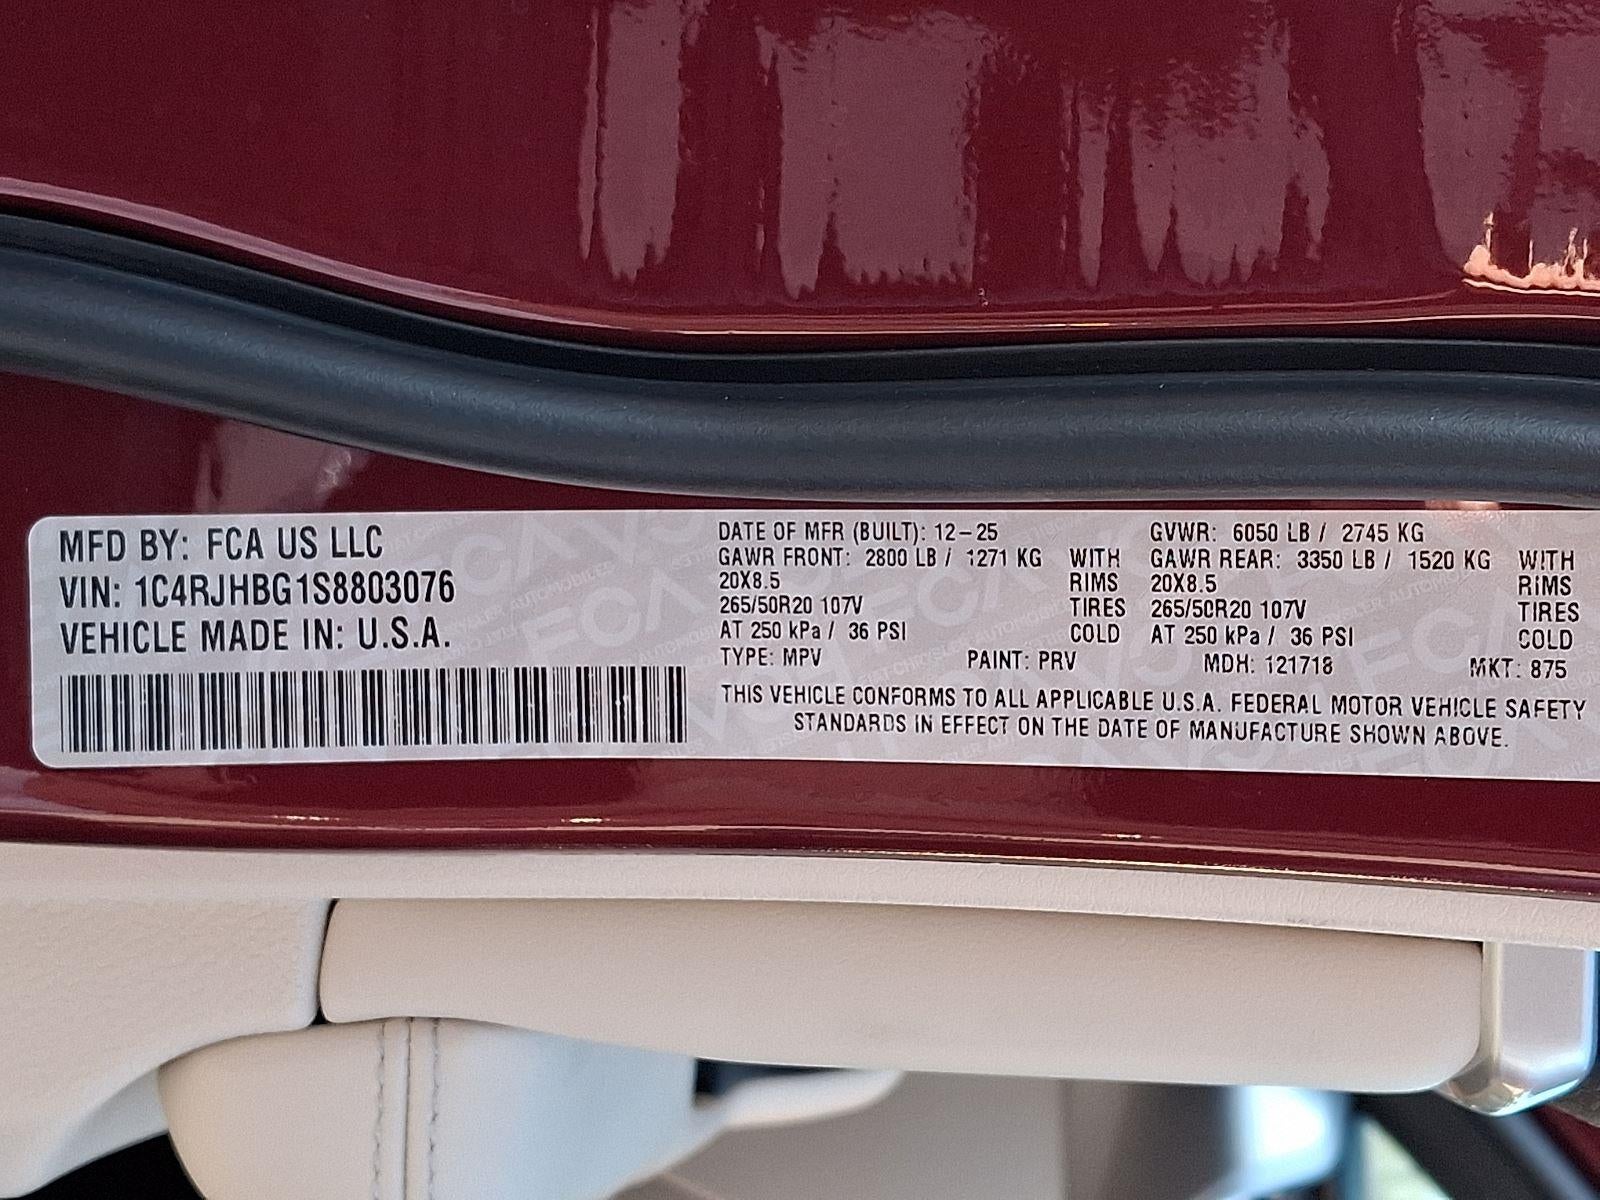 MFD BY: FCA US LLC
VIN: 1C4RJHBG1S8803076
VEHICLE MADE IN: U.S.A.
DATE OF MFR (BUILT): 12-25 GVWR: 6050 LB / 2745 KG
GAWR FRONT: 2800 LB / 1271 KG WITH GAWR REAR: 3350 LB / 1520 KG WITH
20X8.5 RIMS 20X8.5 RIMS
265/50R20 107V TIRES 265/50R20 107V TIRES
AT 250 kPa / 36 PSI COLD AT 250 kPa / 36 PSI COLD
TYPE: MPV PAINT: PRV MDH: 121718 MKT: 875
THIS VEHICLE CONFORMS TO ALL APPLICABLE U.S.A. FEDERAL MOTOR VEHICLE SAFETY
STANDARDS IN EFFECT ON THE DATE OF MANUFACTURE SHOWN ABOVE.